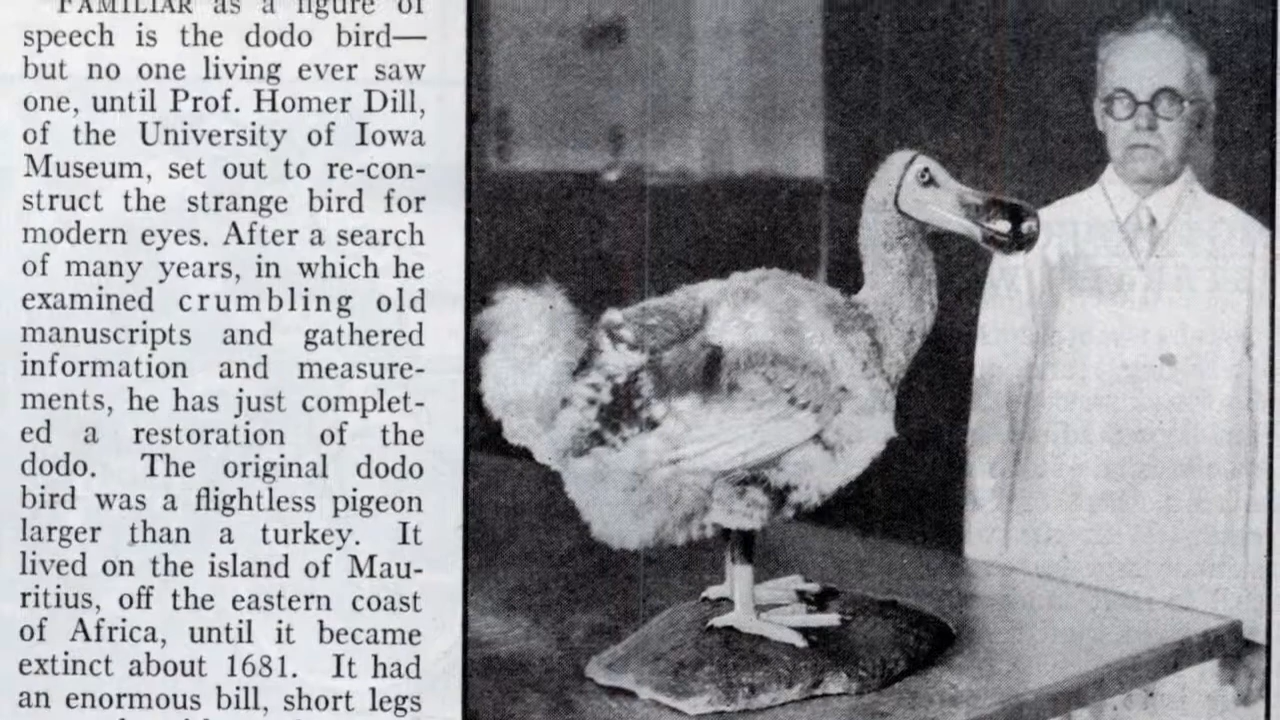 FAMILIAR as a figure of
speech is the dodo bird—
but no one living ever saw
one, until Prof. Homer Dill,
of the University of Iowa
Museum, set out to re-con-
struct the strange bird for
modern eyes. After a search
of many years, in which he
examined crumbling old
manuscripts and gathered
information and measure-
ments, he has just complet-
ed a restoration of the
dodo. The original dodo
bird was a flightless pigeon
larger than a turkey. It
lived on the island of Mau-
ritius, off the eastern coast
of Africa, until it became
extinct about 1681. It had
an enormous bill, short legs